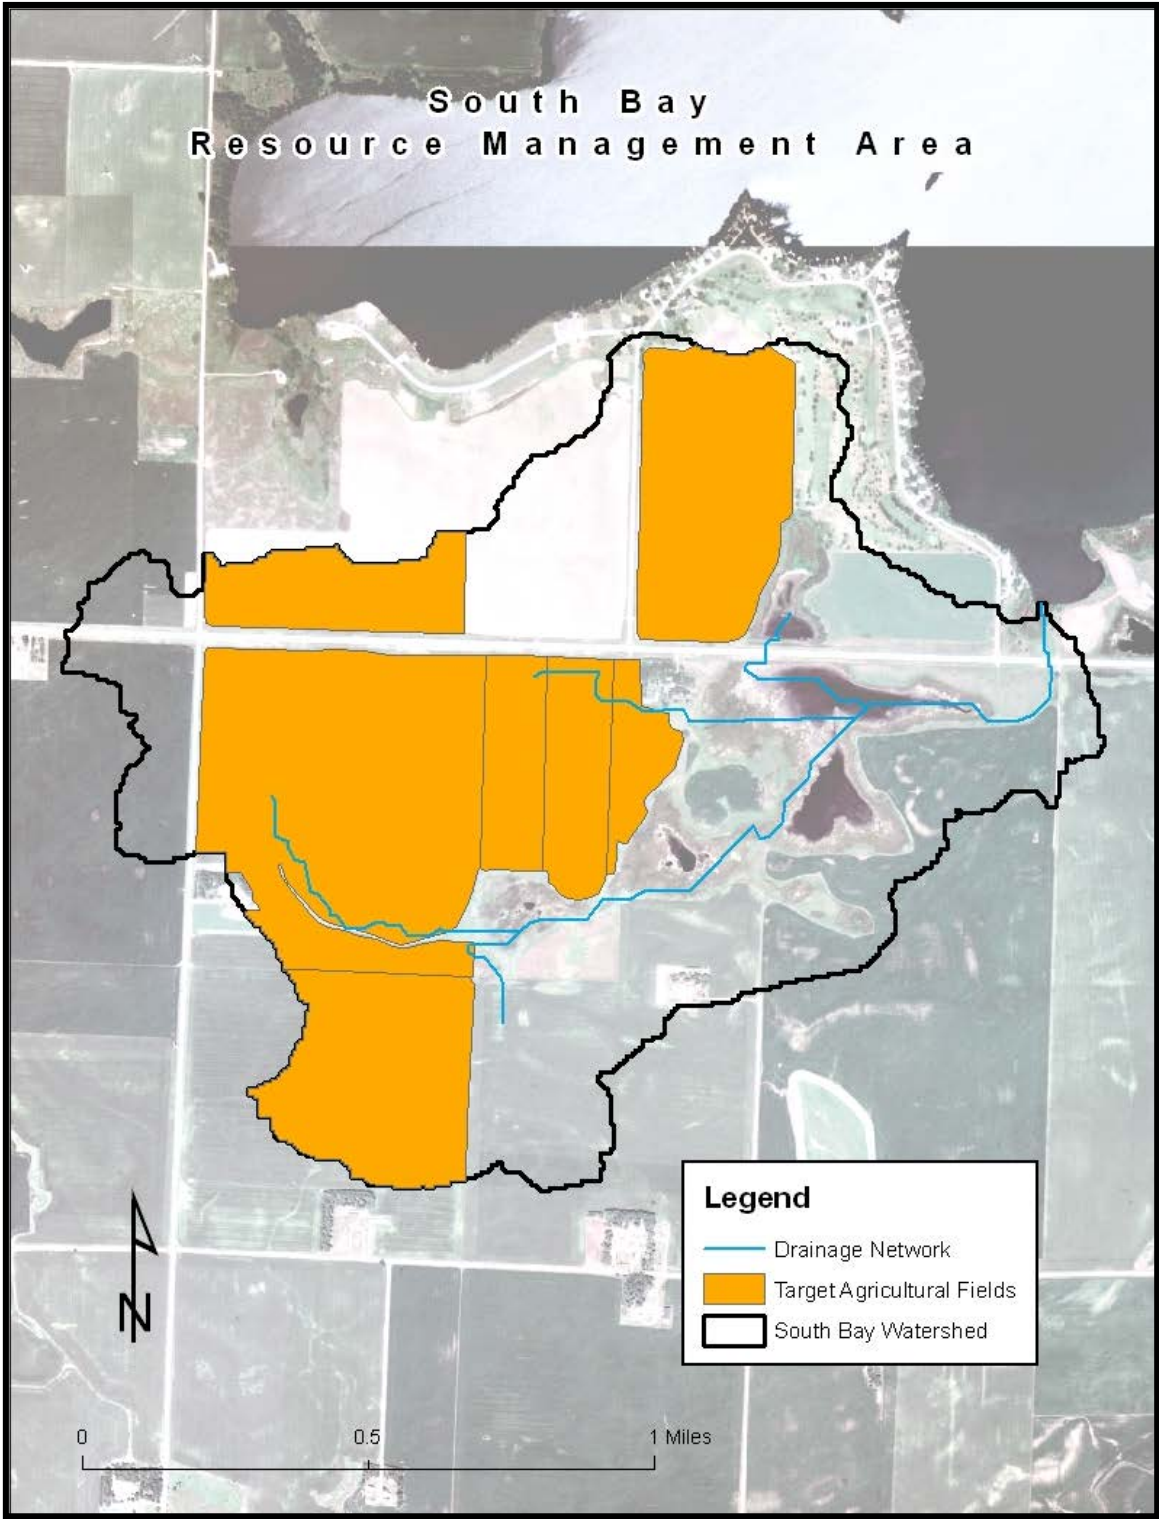 South Bay
Resource Management Area
Legend
Drainage Network
Target Agricultural Fields
South Bay Watershed
N
0 0.5 1 Miles